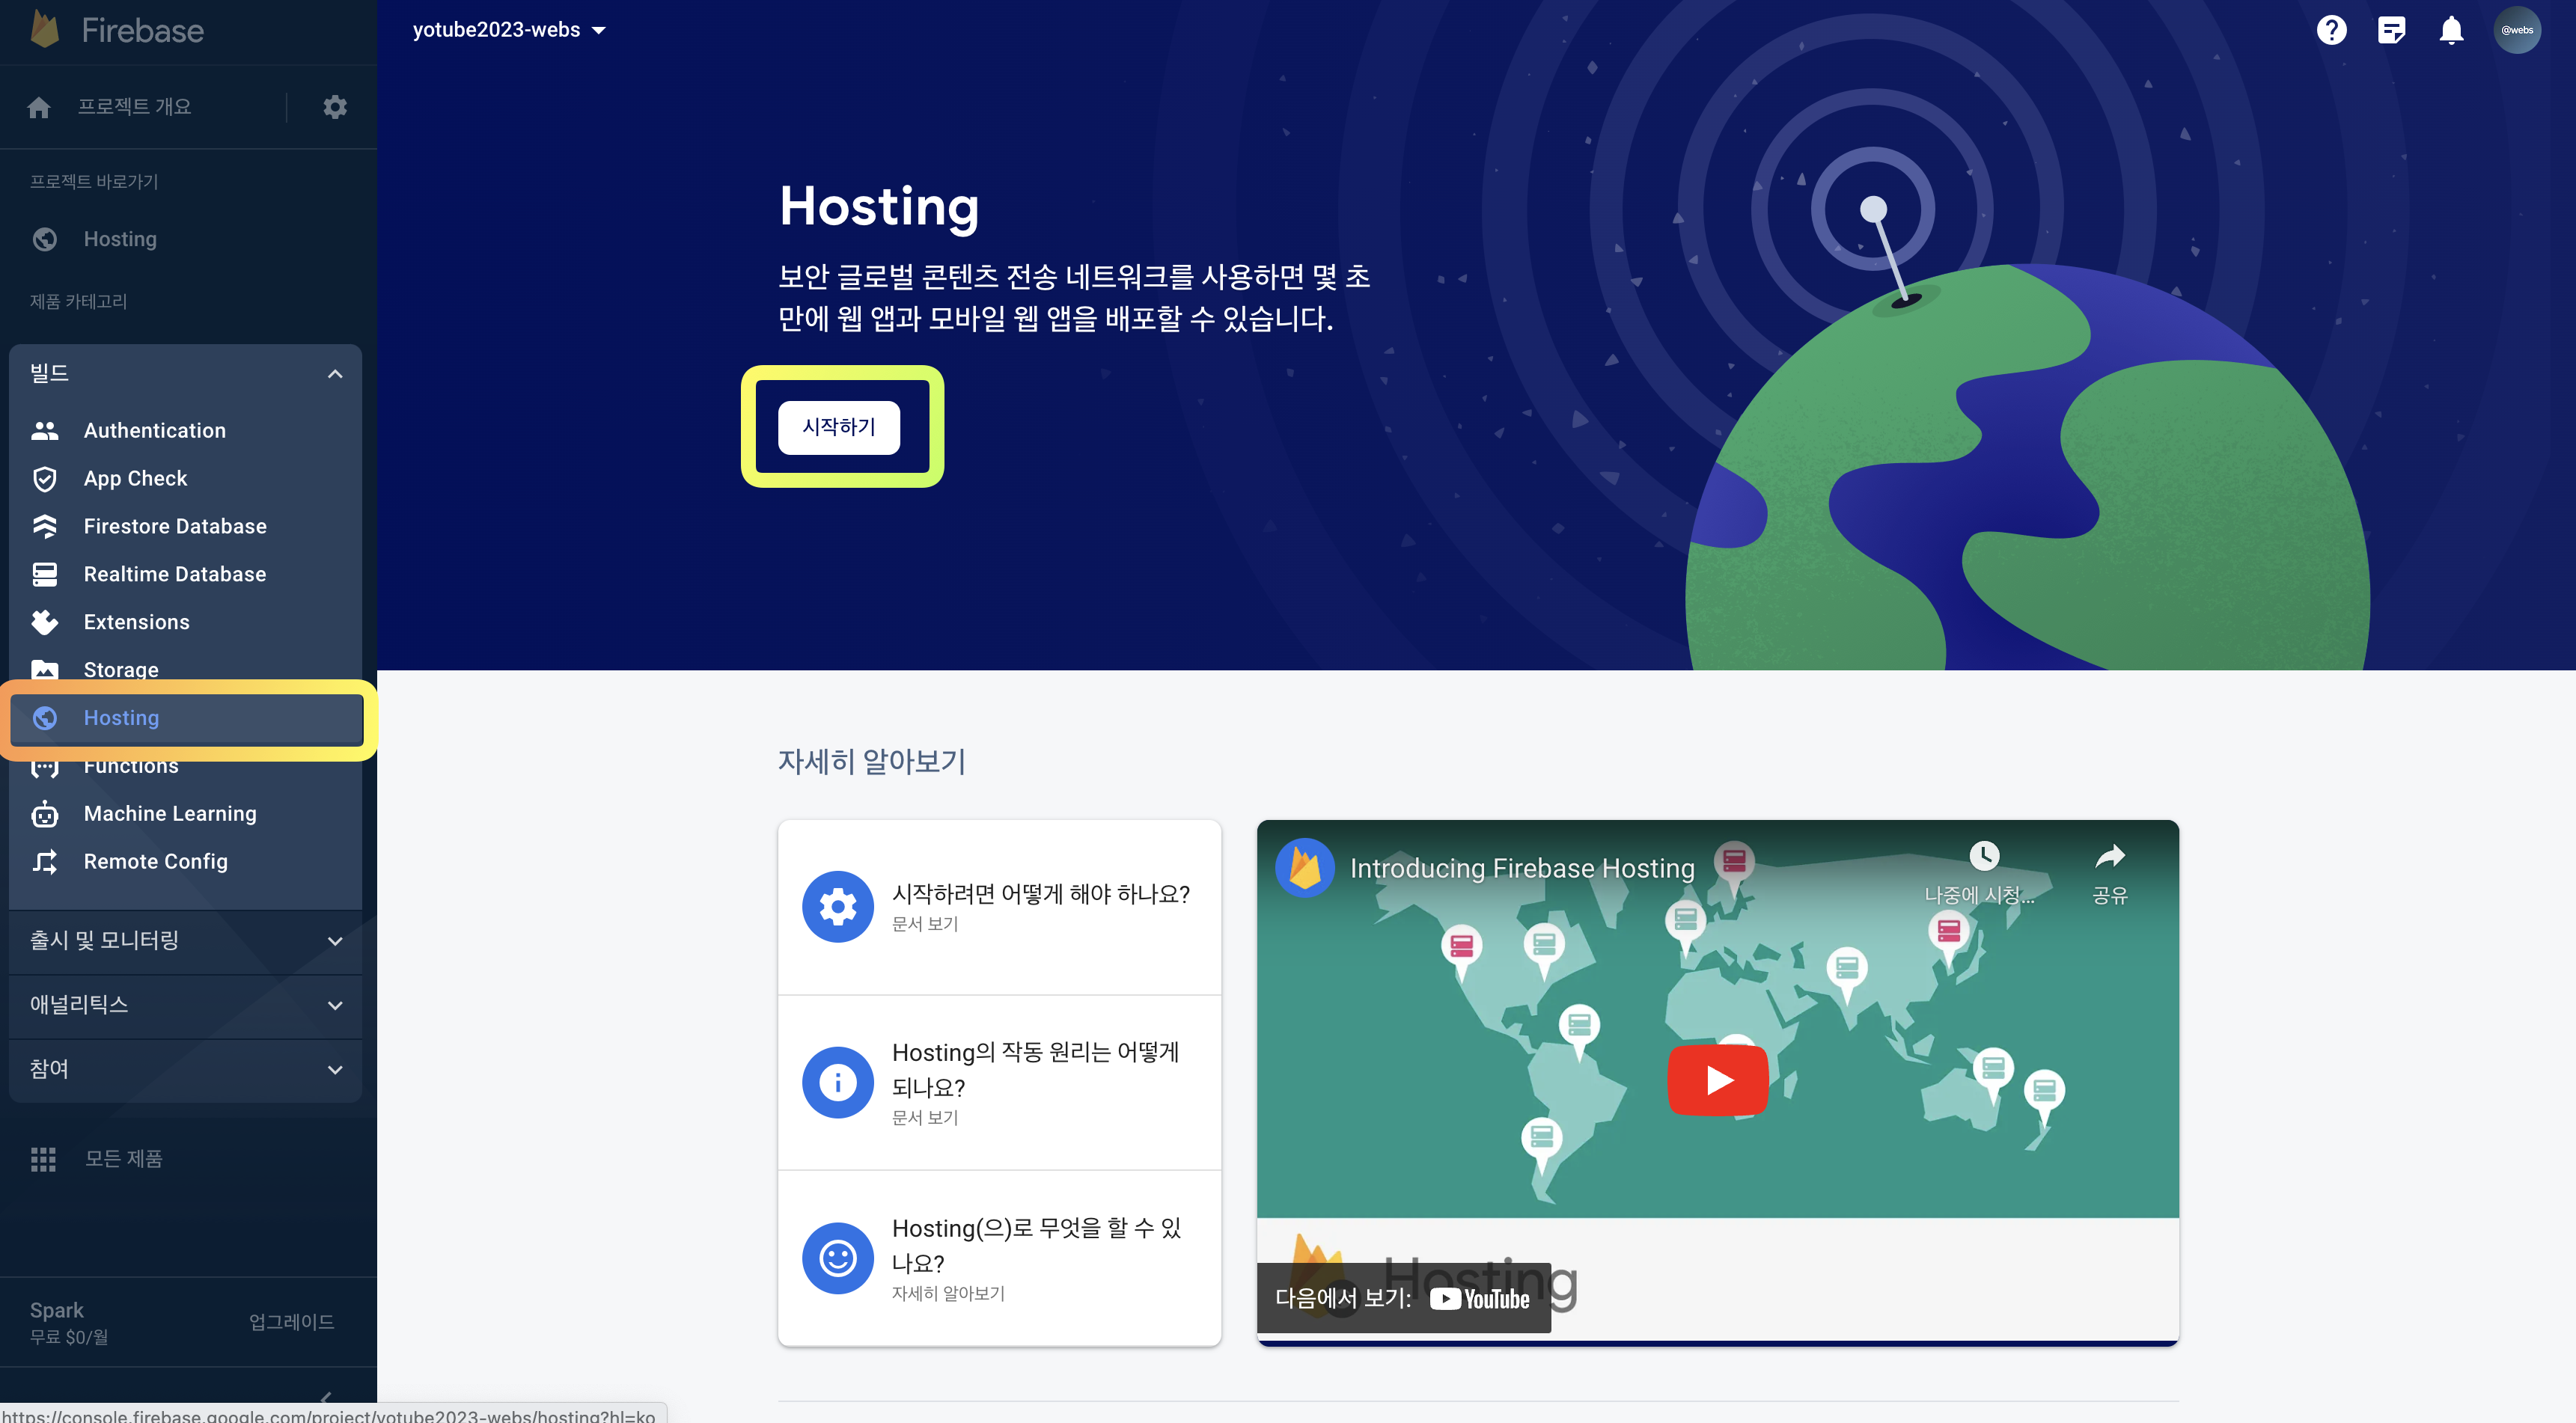 Firebase
프로젝트 개요
프로젝트 바로가기
Hosting
제품 카테고리
빌드
Authentication
App Check
Firestore Database
Realtime Database
Extensions
Storage
Hosting
Functions
Machine Learning
Remote Config
출시 및 모니터링
애널리틱스
참여
모든 제품
Spark
무료 $0/월
업그레이드
https://console.firebase.google.com/project/yotube2023-webs/hosting?hl=ko
yotube2023-webs
@webs
Hosting
보안 글로벌 콘텐츠 전송 네트워크를 사용하면 몇 초
만에 웹 앱과 모바일 웹 앱을 배포할 수 있습니다.
시작하기
자세히 알아보기
시작하려면 어떻게 해야 하나요?
문서 보기
Hosting의 작동 원리는 어떻게
되나요?
문서 보기
Hosting(으)로 무엇을 할 수 있
나요?
자세히 알아보기
Introducing Firebase Hosting
나중에 시청...
공유
Hosting
다음에서 보기: YouTube